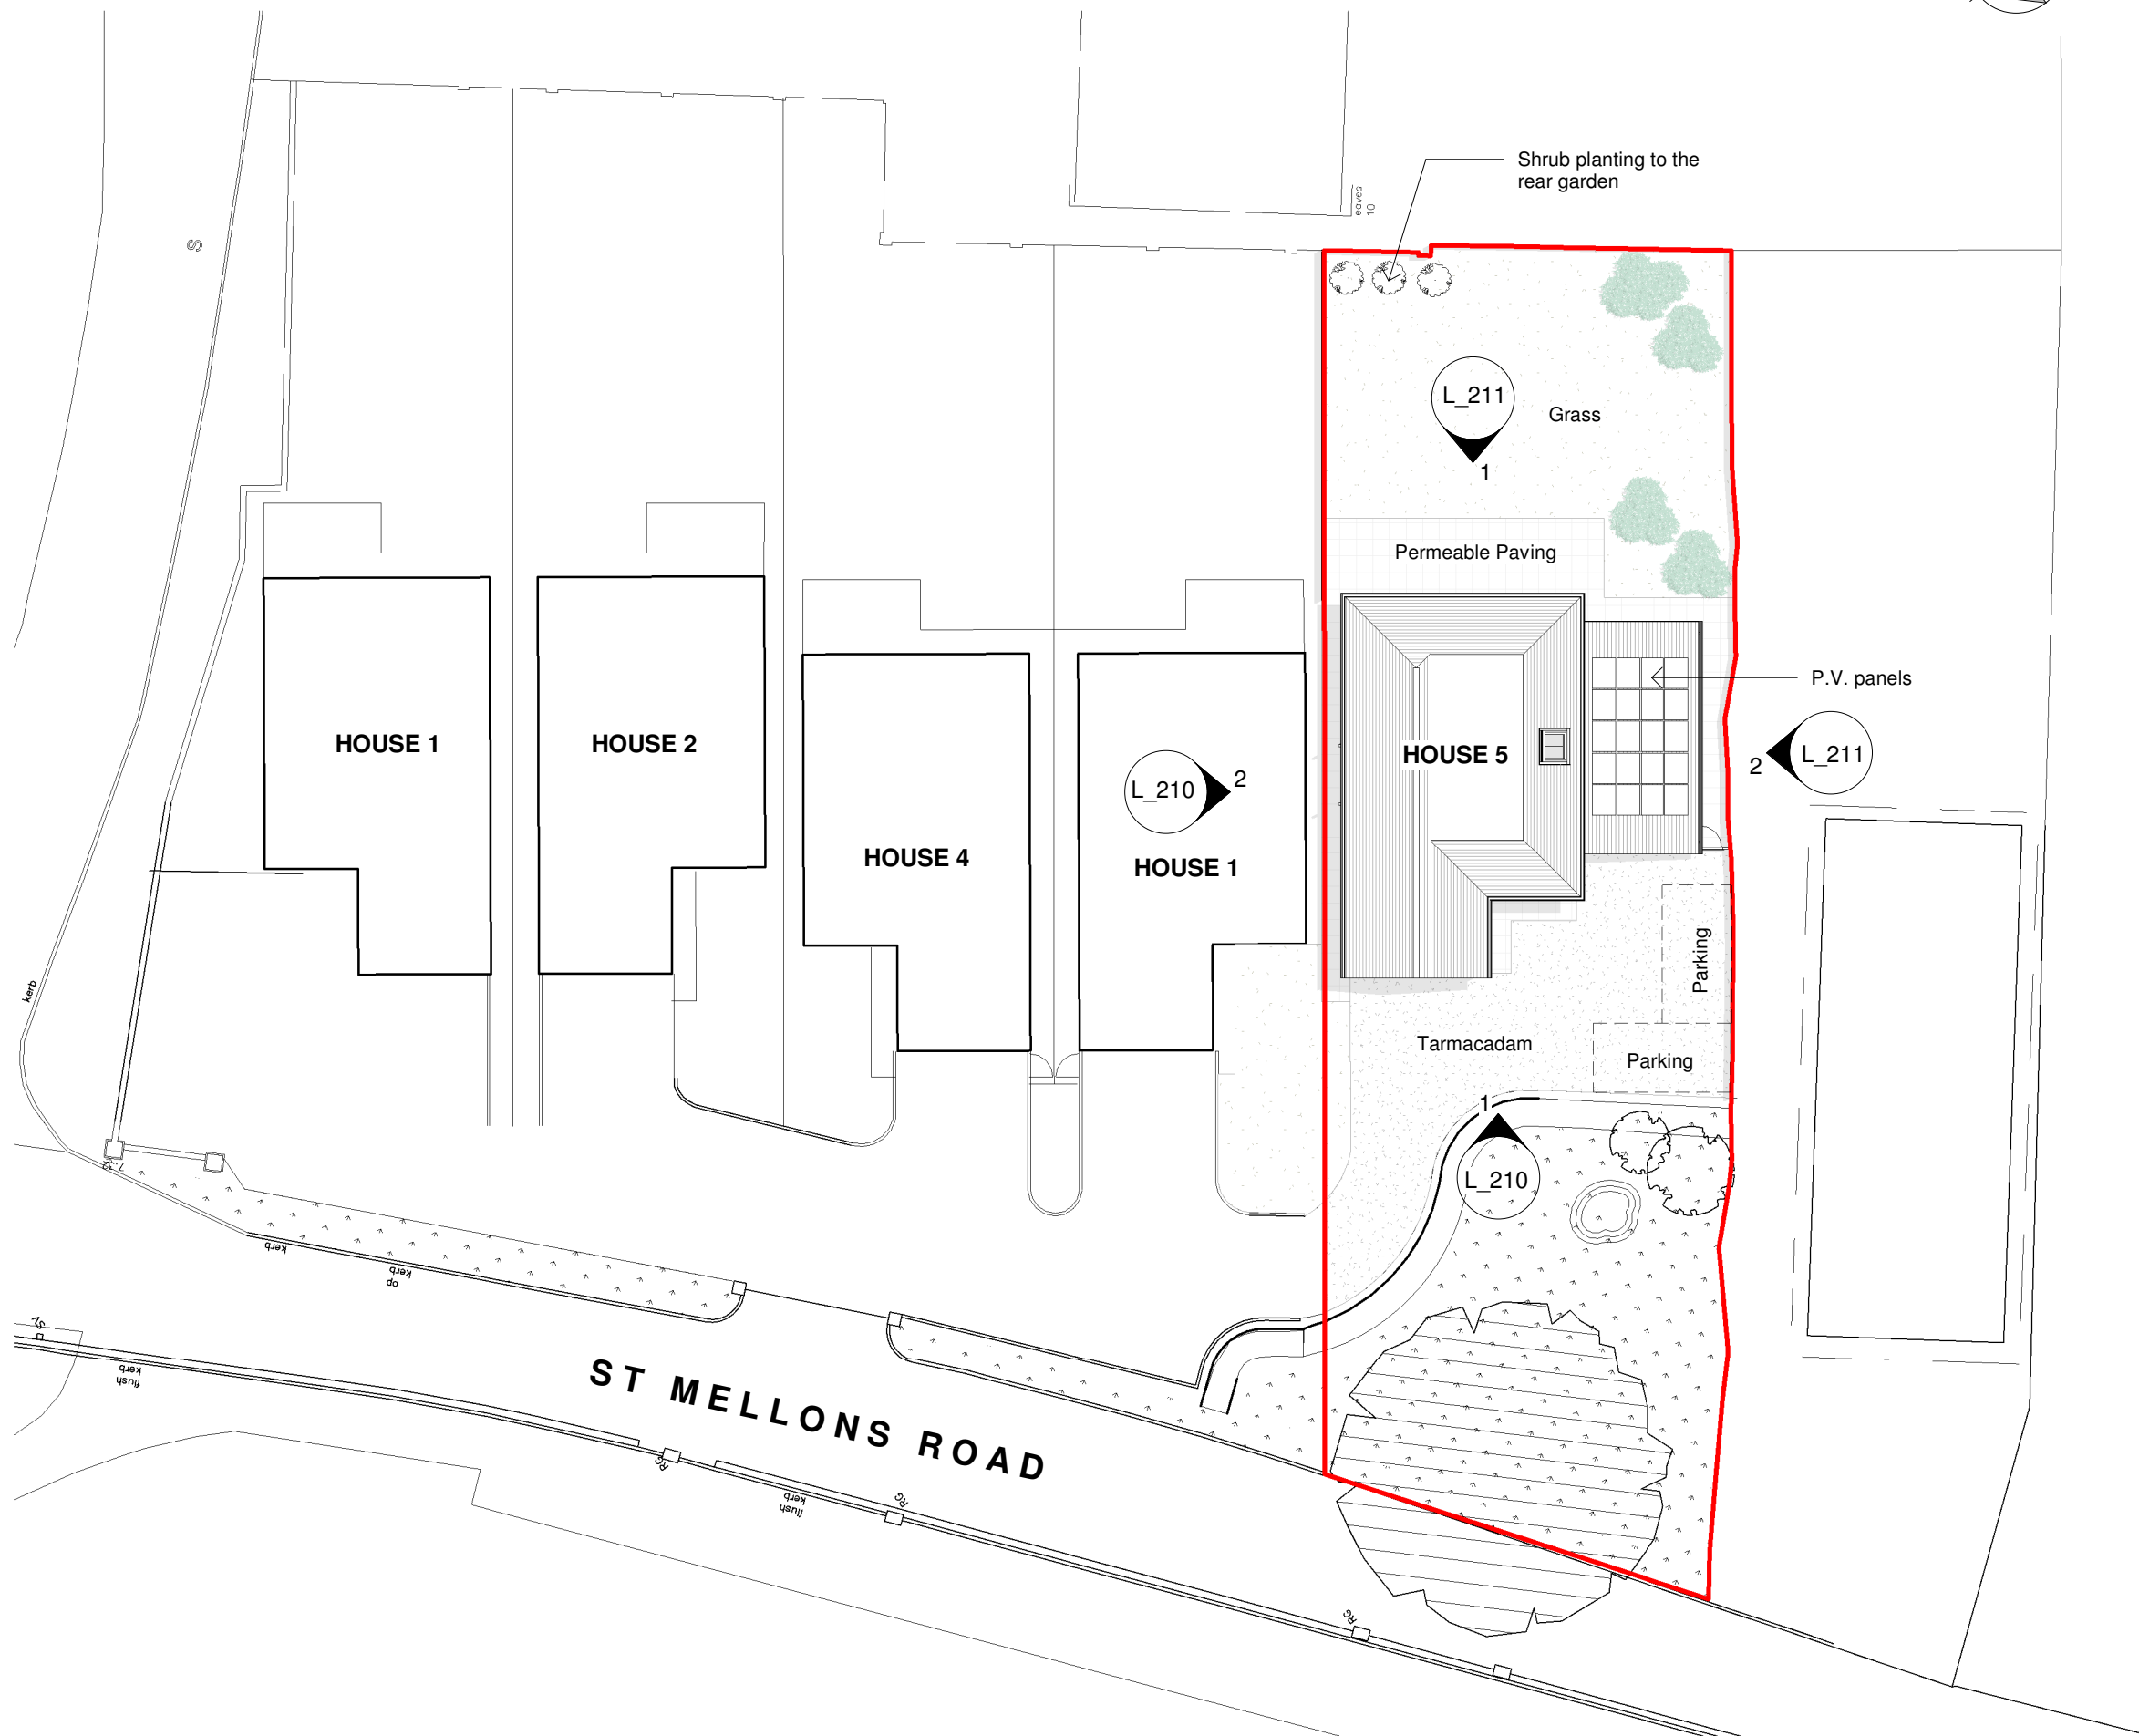 Shrub planting to the
rear garden
eaves
10
S
L_211
Grass
1
Permeable Paving
P.V. panels
HOUSE 1
HOUSE 2
HOUSE 5
L_211
2
L_210
2
HOUSE 4
HOUSE 1
Parking
kerb
Tarmacadam
Parking
1
L_210
kerb
kerb
op
kerb
flush
ST MELLONS ROAD
RG
kerb
flush
RG
RG